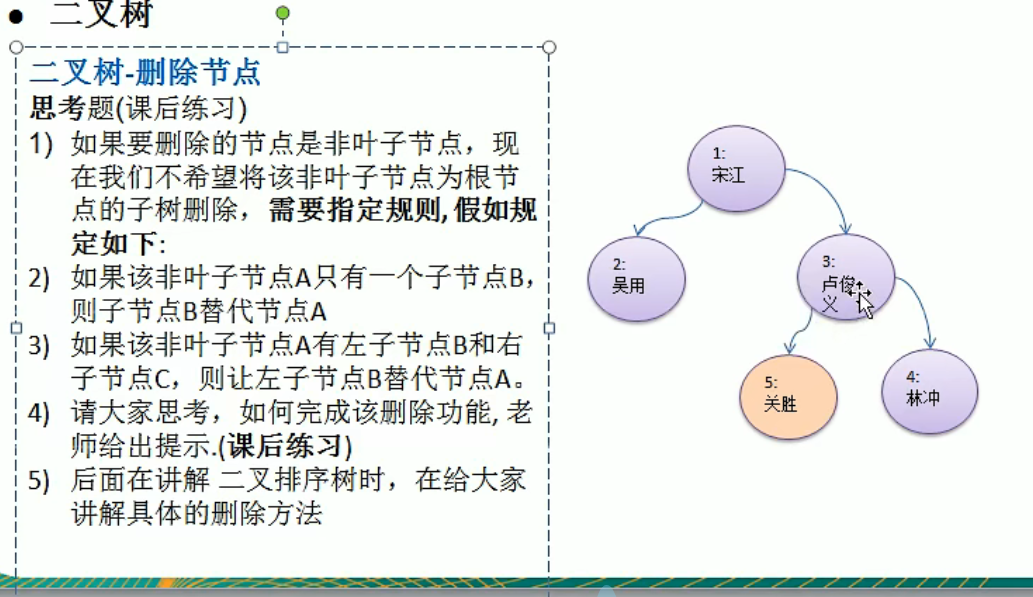 ● 二叉树
二叉树-删除节点
思考题(课后练习)
1) 如果要删除的节点是非叶子节点，现
在我们不希望将该非叶子节点为根节
点的子树删除，需要指定规则, 假如规
定如下:
2) 如果该非叶子节点A只有一个子节点B，
则子节点B替代节点A
3) 如果该非叶子节点A有左子节点B和右
子节点C，则让左子节点B替代节点A。
4) 请大家思考，如何完成该删除功能, 老
师给出提示.(课后练习)
5) 后面在讲解 二叉排序树时，在给大家
讲解具体的删除方法
1:
宋江
2:
吴用
3:
卢俊
义
5:
关胜
4:
林冲